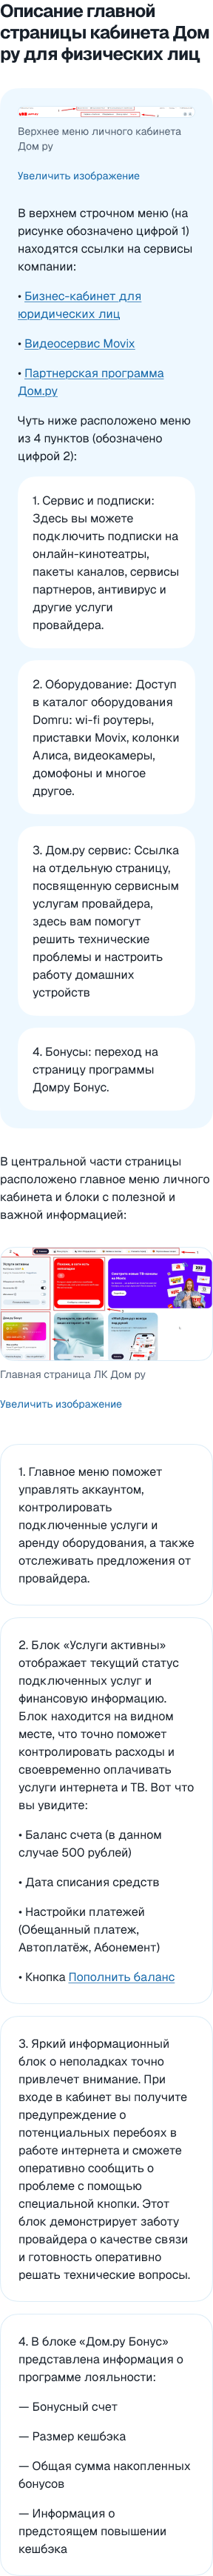 Описание главной
страницы кабинета Дом
ру для физических лиц
Верхнее меню личного кабинета
Дом ру
Увеличить изображение
В верхнем строчном меню (на
рисунке обозначено цифрой 1)
находятся ссылки на сервисы
компании:
• Бизнес-кабинет для
юридических лиц
• Видеосервис Movix
• Партнерская программа
Дом.ру
Чуть ниже расположено меню
из 4 пунктов (обозначено
цифрой 2):
1. Сервис и подписки:
Здесь вы можете
подключить подписки на
онлайн-кинотеатры,
пакеты каналов, сервисы
партнеров, антивирус и
другие услуги
провайдера.
2. Оборудование: Доступ
в каталог оборудования
Domru: wi-fi роутеры,
приставки Movix, колонки
Алиса, видеокамеры,
домофоны и многое
другое.
3. Дом.ру сервис: Ссылка
на отдельную страницу,
посвященную сервисным
услугам провайдера,
здесь вам помогут
решить технические
проблемы и настроить
работу домашних
устройств
4. Бонусы: переход на
страницу программы
Домру Бонус.
В центральной части страницы
расположено главное меню личного
кабинета и блоки с полезной и
важной информацией:
Главная страница ЛК Дом ру
Увеличить изображение
1. Главное меню поможет
управлять аккаунтом,
контролировать
подключенные услуги и
аренду оборудования, а также
отслеживать предложения от
провайдера.
2. Блок «Услуги активны»
отображает текущий статус
подключенных услуг и
финансовую информацию.
Блок находится на видном
месте, что точно поможет
контролировать расходы и
своевременно оплачивать
услуги интернета и ТВ. Вот что
вы увидите:
• Баланс счета (в данном
случае 500 рублей)
• Дата списания средств
• Настройки платежей
(Обещанный платеж,
Автоплатёж, Абонемент)
• Кнопка Пополнить баланс
3. Яркий информационный
блок о неполадках точно
привлечет внимание. При
входе в кабинет вы получите
предупреждение о
потенциальных перебоях в
работе интернета и сможете
оперативно сообщить о
проблеме с помощью
специальной кнопки. Этот
блок демонстрирует заботу
провайдера о качестве связи
и готовность оперативно
решать технические вопросы.
4. В блоке «Дом.ру Бонус»
представлена информация о
программе лояльности:
— Бонусный счет
— Размер кешбэка
— Общая сумма накопленных
бонусов
— Информация о
предстоящем повышении
кешбэка